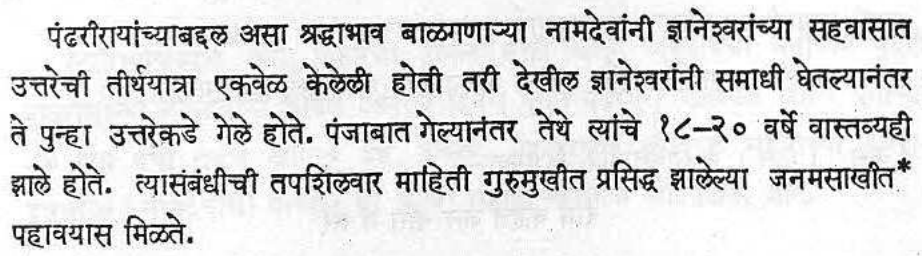 पंढरीरायांच्याबद्दल असा श्रद्धाभाव बाळगणाऱ्या नामदेवांनी ज्ञानेश्वरांच्या सहवासात
उत्तरेची तीर्थयात्रा एकवेळ केलेली होती तरी देखील ज्ञानेश्वरांनी समाधी घेतल्यानंतर
ते पुन्हा उत्तरेकडे गेले होते. पंजाबात गेल्यानंतर तेथे त्यांचे १८–२० वर्षे वास्तव्यही
झाले होते. त्यासंबंधीची तपशिलवार माहिती गुरुमुखीत प्रसिद्ध झालेल्या जनमसाखीत*
पहावयास मिळते.